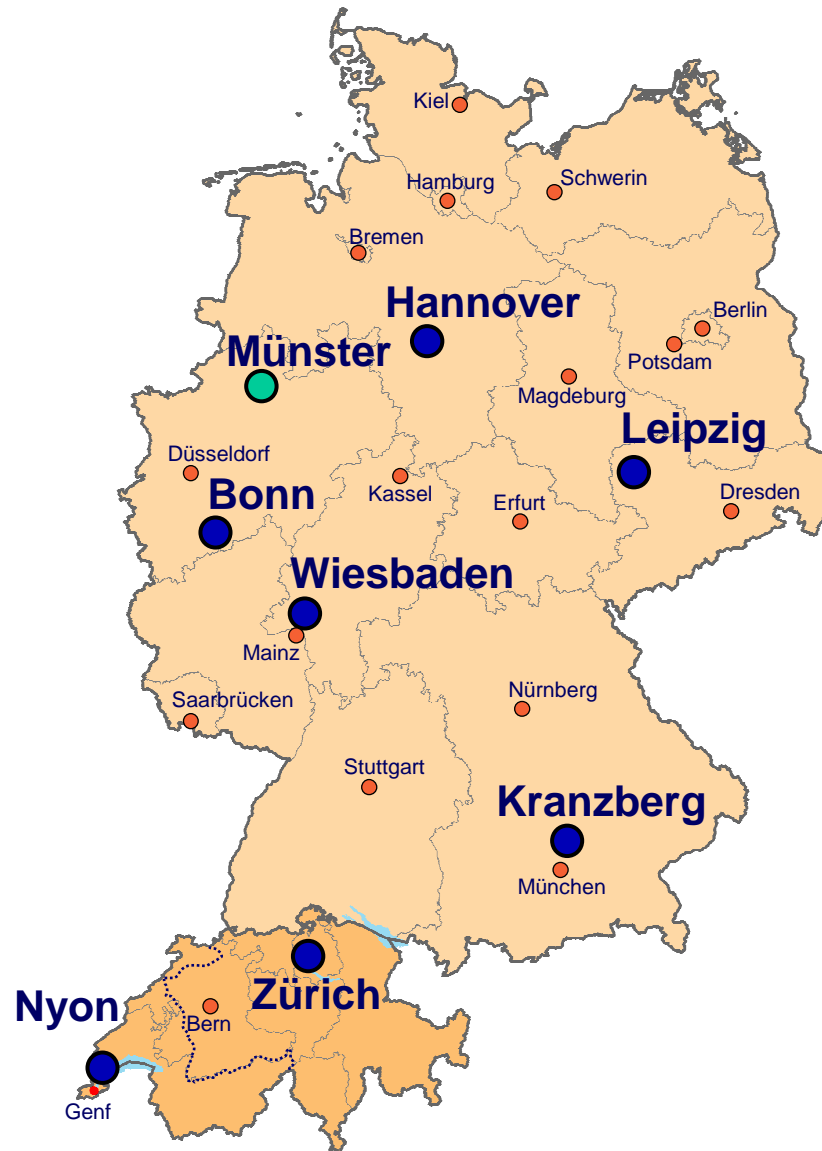 Kiel
Hamburg
Schwerin
Bremen
Hannover
Berlin
Münster
Potsdam
Magdeburg
Leipzig
Düsseldorf
Kassel
Bonn
Erfurt
Dresden
Wiesbaden
Mainz
Saarbrücken
Nürnberg
Stuttgart
Kranzberg
München
Zürich
Nyon
Bern
Genf